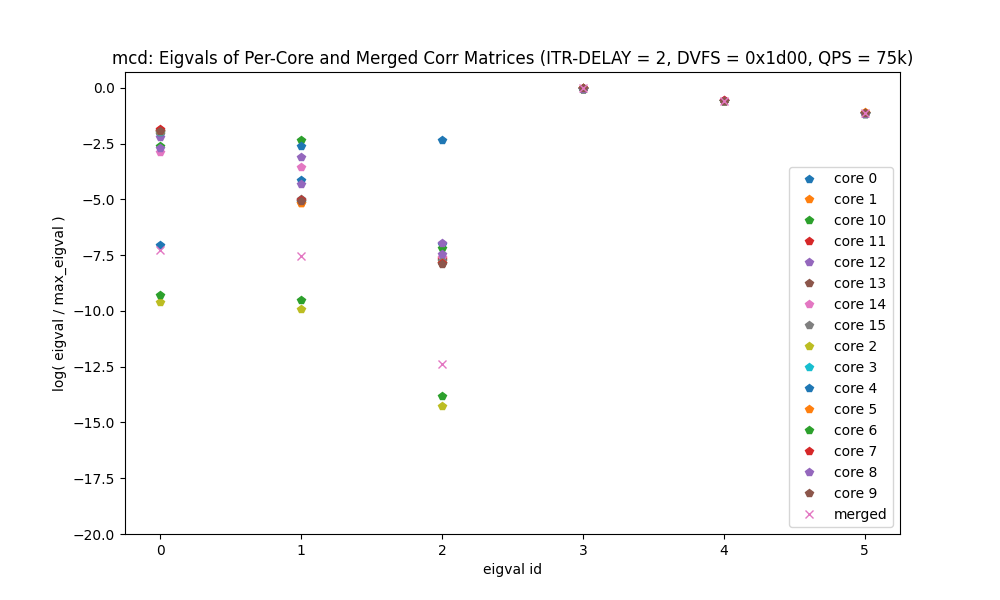 mcd: Eigvals of Per-Core and Merged Corr Matrices (ITR-DELAY = 2, DVFS = 0x1d00, QPS = 75k)
log( eigval / max_eigval )
0.0
−2.5
−5.0
−7.5
−10.0
−12.5
−15.0
−17.5
−20.0
core 0
core 1
core 10
core 11
core 12
core 13
core 14
core 15
core 2
core 3
core 4
core 5
core 6
core 7
core 8
core 9
merged
0 1 2 3 4 5
eigval id